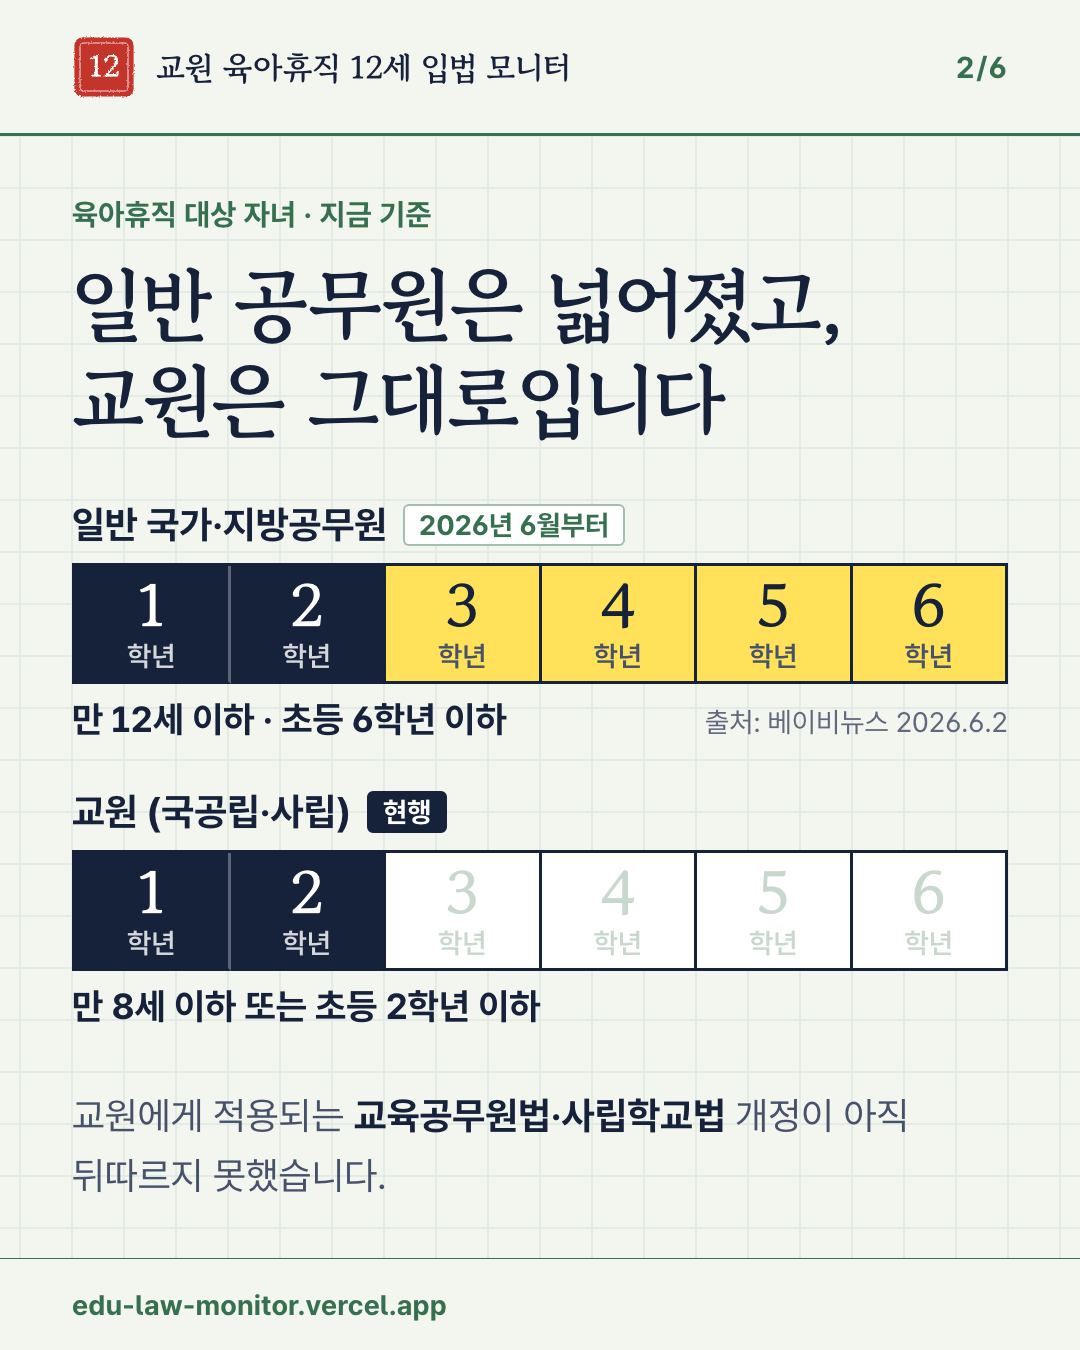 12 교원 육아휴직 12세 입법 모니터 2/6
육아휴직 대상 자녀 · 지금 기준
일반 공무원은 넓어졌고,
교원은 그대로입니다
일반 국가·지방공무원 2026년 6월부터
1 2 3 4 5 6
학년 학년 학년 학년 학년 학년
만 12세 이하 · 초등 6학년 이하 출처: 베이비뉴스 2026.6.2
교원 (국공립·사립) 현행
1 2 3 4 5 6
학년 학년 학년 학년 학년 학년
만 8세 이하 또는 초등 2학년 이하
교원에게 적용되는 교육공무원법·사립학교법 개정이 아직
뒤따르지 못했습니다.
edu-law-monitor.vercel.app